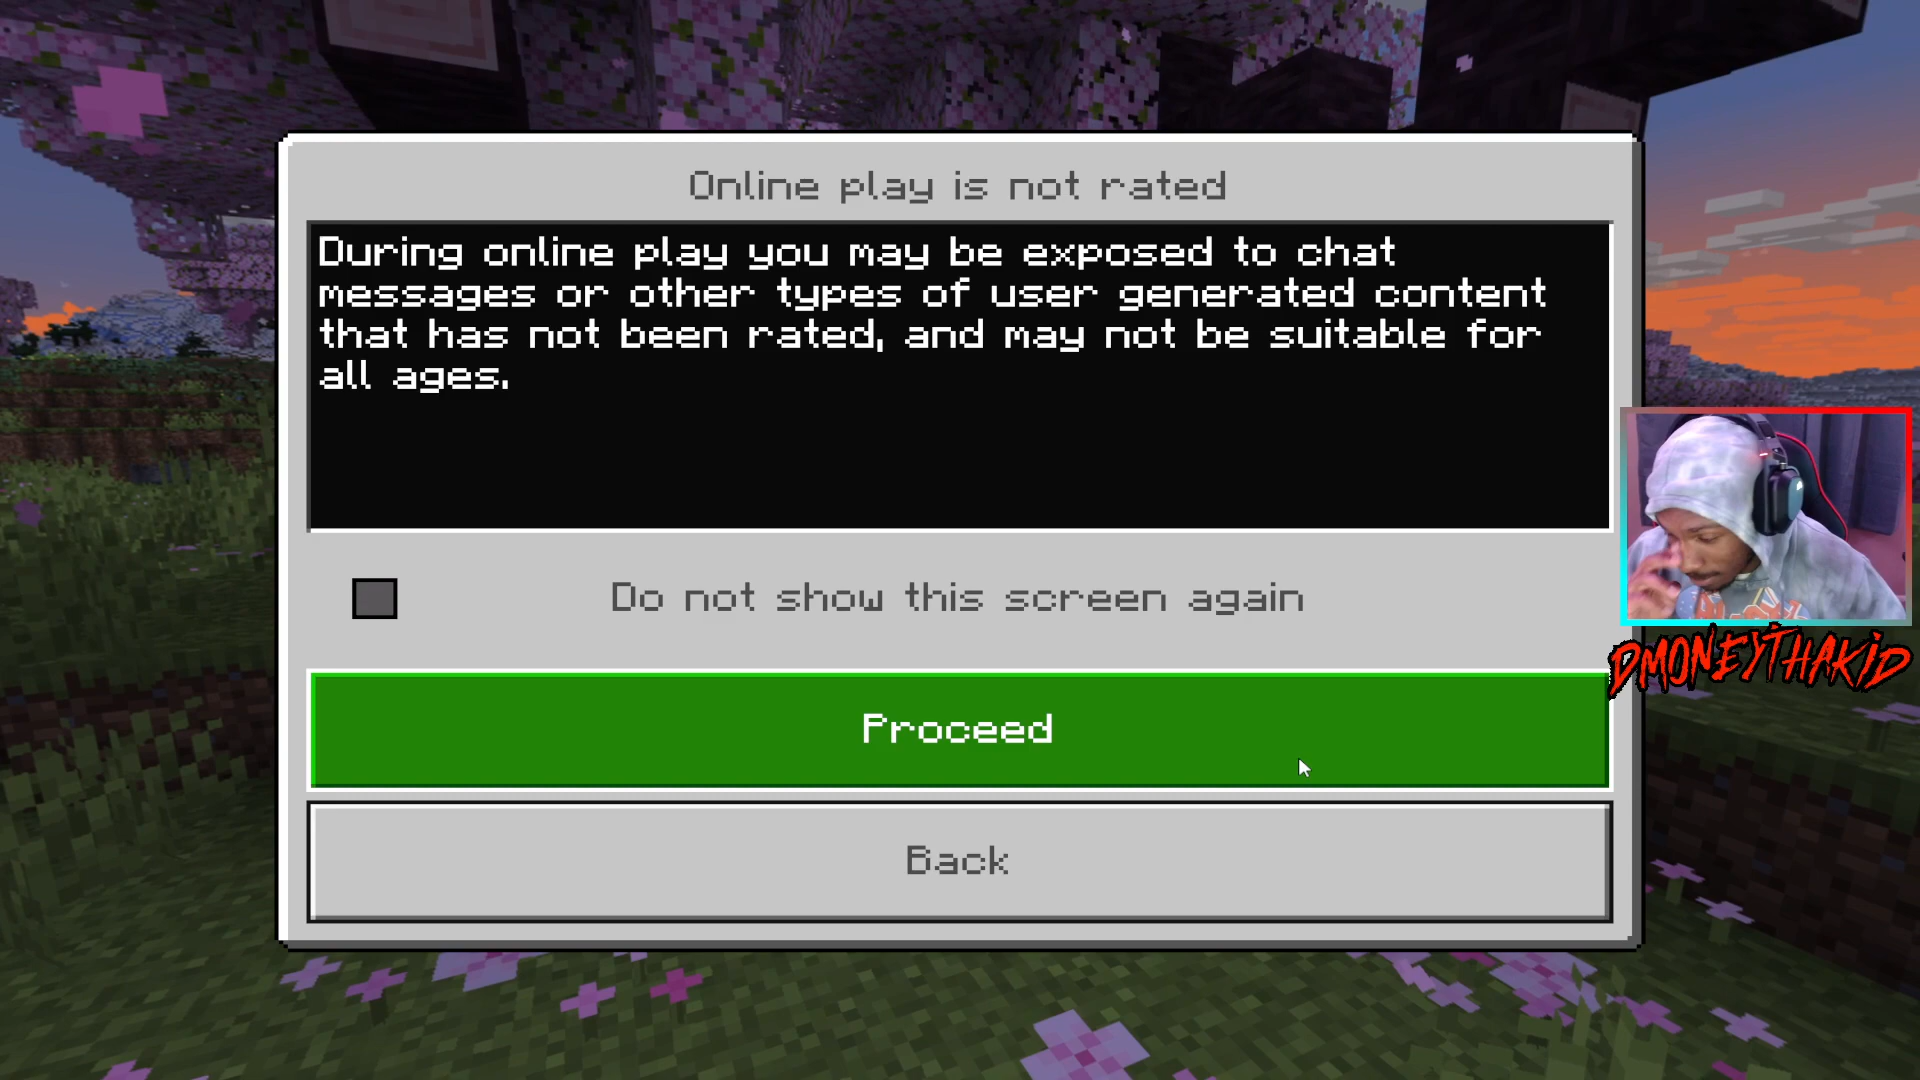 Online play is not rated
During online play you may be exposed to chat
messages or other types of user generated content
that has not been rated, and may not be suitable for
all ages.
Do not show this screen again
DMONEYTHAKID
Proceed
Back